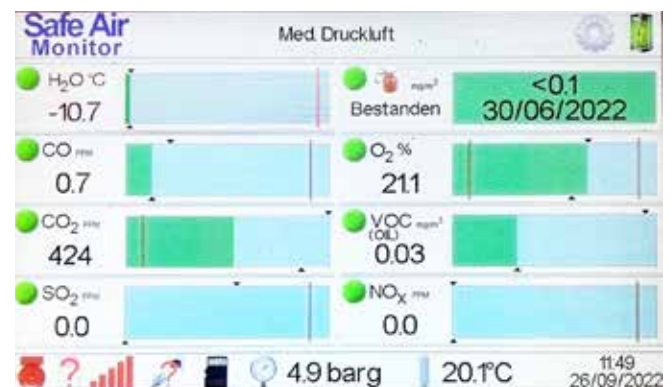 Safe Air
Monitor
Med. Druckluft
H₂O °C
-10.7
mg/m³
Bestanden
<0.1
30/06/2022
CO PPM
0.7
O₂ %
21.1
CO₂ PPM
424
VOC mg/m³
(OIL)
0.03
SO₂ PPM
0.0
NOₓ PPM
0.0
?
4.9 barg
20.1°C
11:49
26/09/2022